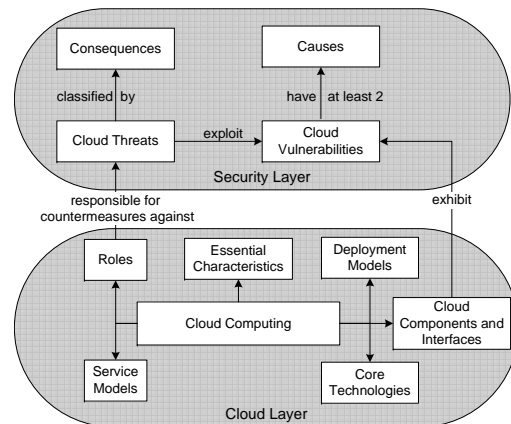 Consequences
Causes
classified by
have at least 2
Cloud Threats
exploit
Cloud
Vulnerabilities
Security Layer
responsible for
countermeasures against
exhibit
Roles
Essential
Characteristics
Deployment
Models
Cloud Computing
Cloud
Components and
Interfaces
Service
Models
Core
Technologies
Cloud Layer